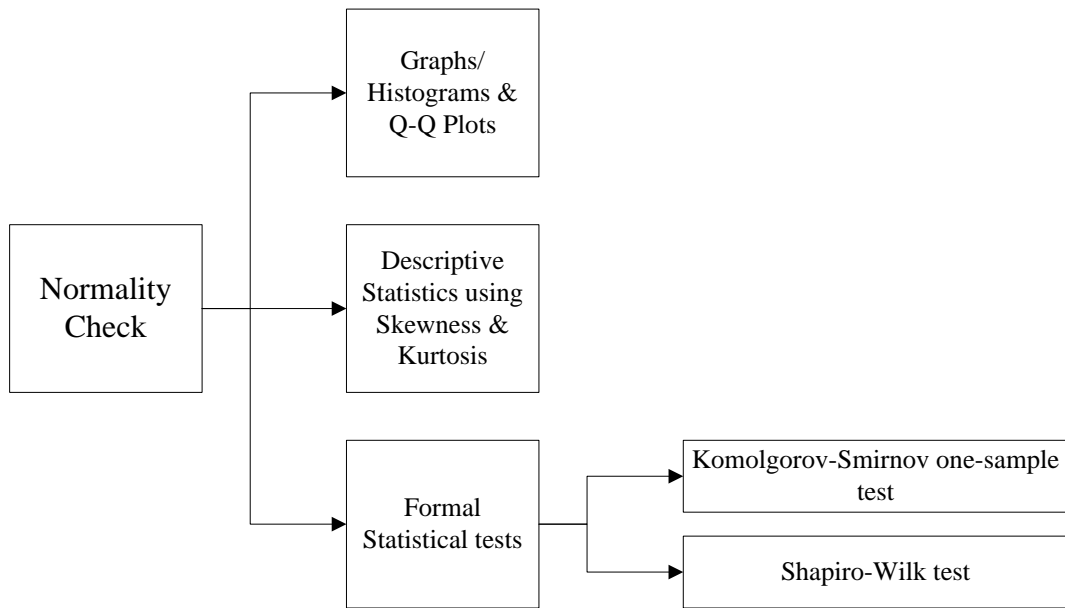 Graphs/
Histograms &
Q-Q Plots
Normality
Check
Descriptive
Statistics using
Skewness &
Kurtosis
Formal
Statistical tests
Komolgorov-Smirnov one-sample
test
Shapiro-Wilk test